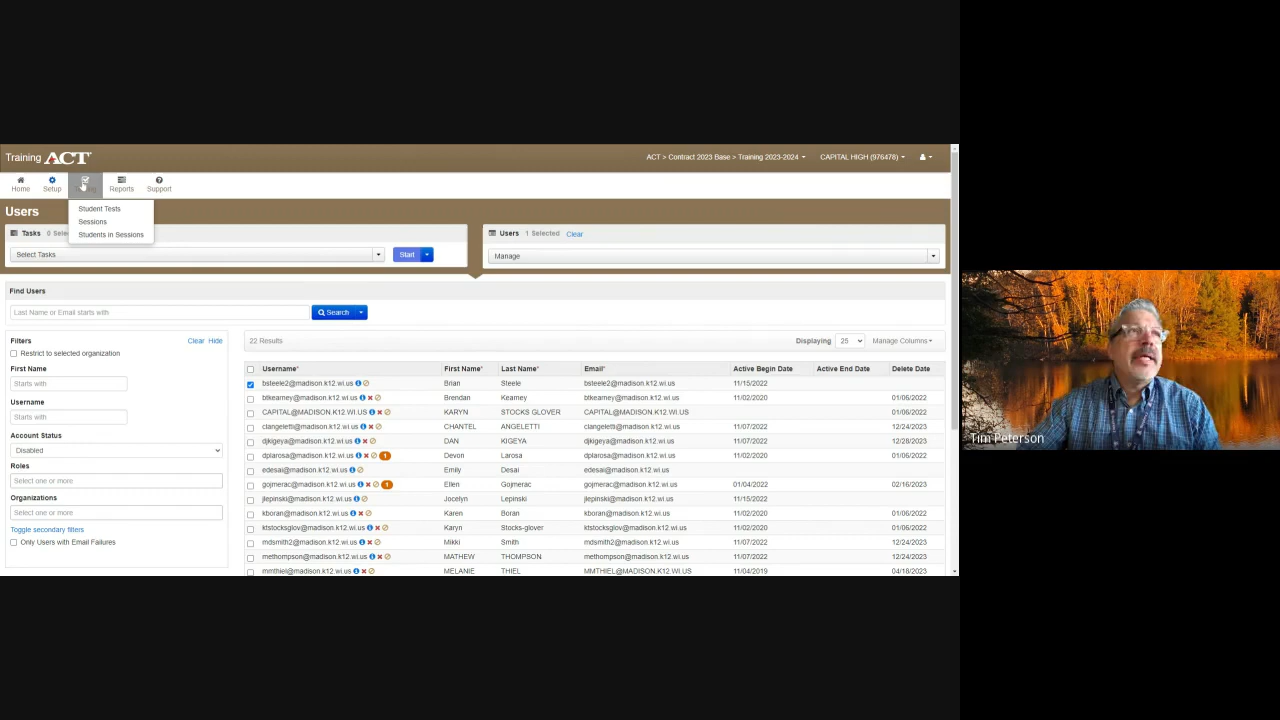 Training ACT
ACT > Contract 2023 Base > Training 2023-2024
CAPITAL HIGH (976478)
Home
Setup
Reports
Support
Student Tests
Sessions
Students in Sessions
Users
Tasks 0 Sele
Select Tasks
Start
Users 1 Selected Clear
Manage
Find Users
Last Name or Email starts with
Search
Filters Clear Hide
Restrict to selected organization
First Name
Starts with
Username
Starts with
Account Status
Disabled
Roles
Select one or more
Organizations
Select one or more
Toggle secondary filters
Only Users with Email Failures
22 Results
Displaying 25 Manage Columns
Username* First Name* Last Name* Email* Active Begin Date Active End Date Delete Date
bsteele2@madison.k12.wi.us Brian Steele bsteele2@madison.k12.wi.us 11/15/2022
btkearney@madison.k12.wi.us Brendan Kearney btkearney@madison.k12.wi.us 11/02/2020 01/06/2022
CAPITAL@MADISON.K12.WI.US KARYN STOCKS GLOVER CAPITAL@MADISON.K12.WI.US 01/06/2022
clangeletti@madison.k12.wi.us CHANTEL ANGELETTI clangeletti@madison.k12.wi.us 11/07/2022 12/24/2023
djkigeya@madison.k12.wi.us DAN KIGEYA djkigeya@madison.k12.wi.us 11/07/2022 12/28/2023
dplarosa@madison.k12.wi.us 1 Devon Larosa dplarosa@madison.k12.wi.us 11/02/2020 01/06/2022
edesai@madison.k12.wi.us Emily Desai edesai@madison.k12.wi.us
gojmerac@madison.k12.wi.us 1 Ellen Gojmerac gojmerac@madison.k12.wi.us 01/04/2022 02/16/2023
jlepinski@madison.k12.wi.us Jocelyn Lepinski jlepinski@madison.k12.wi.us 11/15/2022
kboran@madison.k12.wi.us Karen Boran kboran@madison.k12.wi.us 11/02/2020 01/06/2022
ktstocksglov@madison.k12.wi.us Karyn Stocks-glover ktstocksglov@madison.k12.wi.us 11/02/2020 01/06/2022
mdsmith2@madison.k12.wi.us Mikki Smith mdsmith2@madison.k12.wi.us 11/07/2022 12/24/2023
methompson@madison.k12.wi.us MATHEW THOMPSON methompson@madison.k12.wi.us 11/07/2022 12/24/2023
mmthiel@madison.k12.wi.us MELANIE THIEL MMTHIEL@MADISON.K12.WI.US 11/04/2019 04/18/2023
Tim Peterson